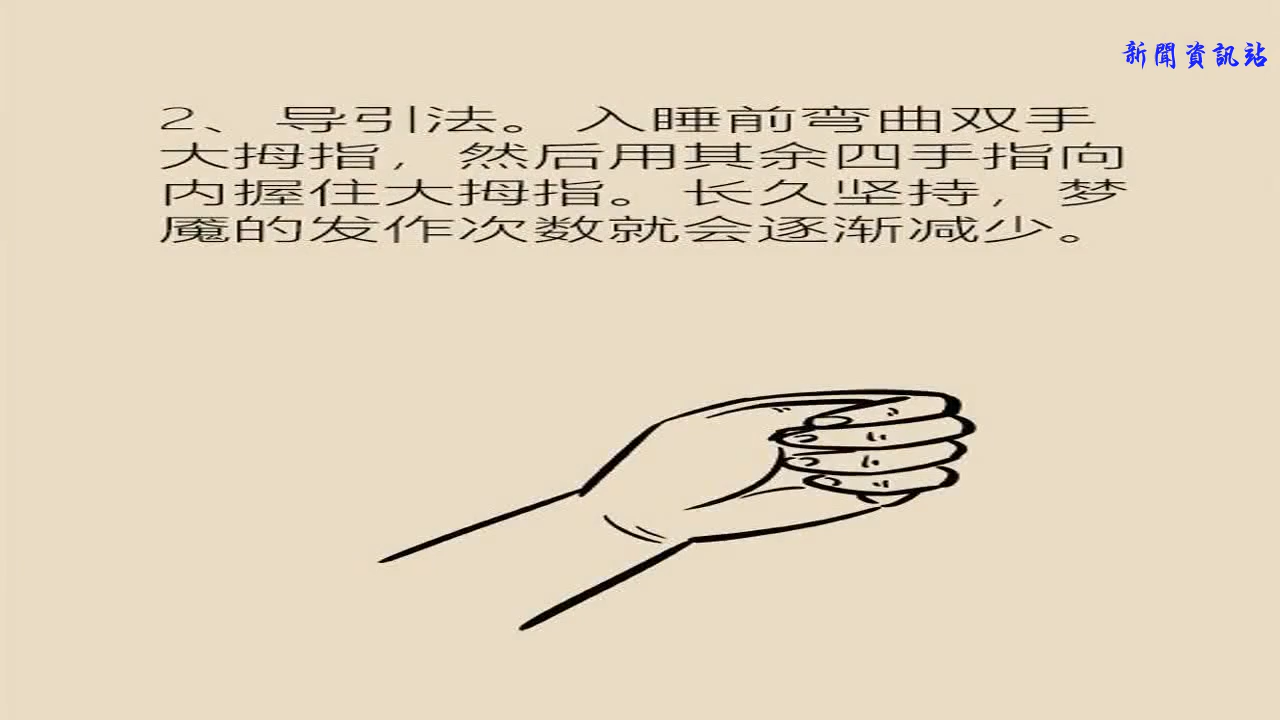 新聞資訊站
2、导引法。入睡前弯曲双手
大拇指，然后用其余四手指向
内握住大拇指。长久坚持，梦
魇的发作次数就会逐渐减少。